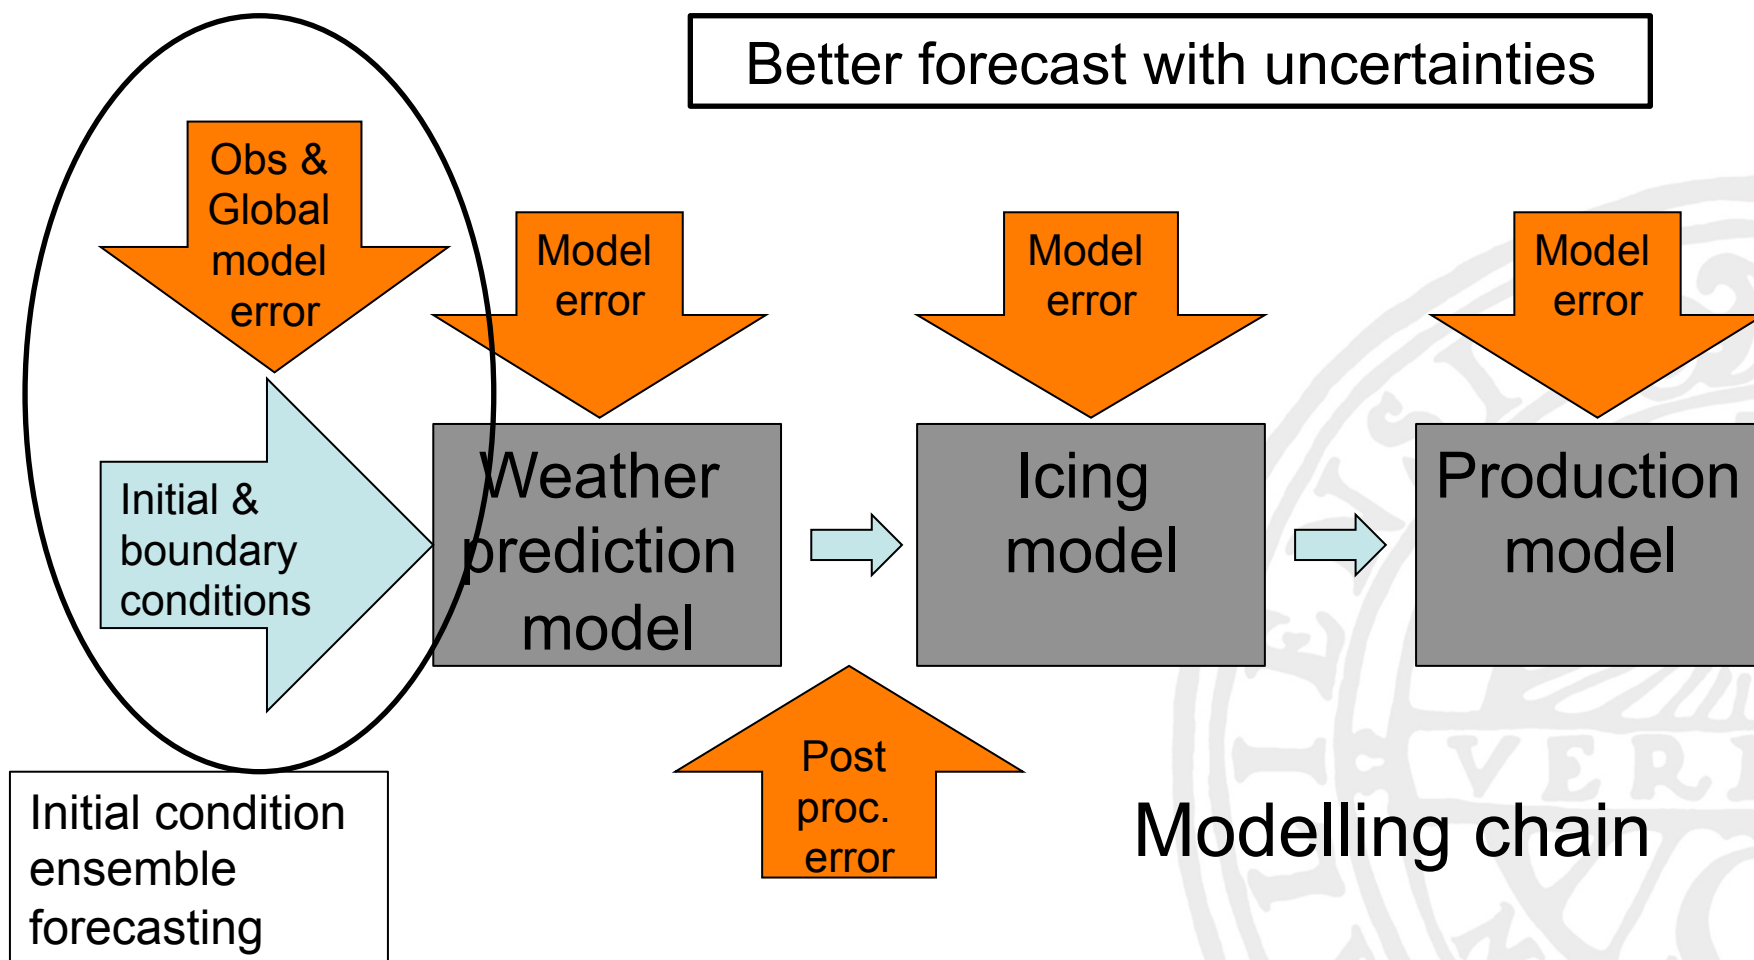 Better forecast with uncertainties
Obs &
Global
model
error
Model
error
Model
error
Model
error
Initial &
boundary
conditions
Weather
prediction
model
Icing
model
Production
model
Post
proc.
error
Initial condition
ensemble
forecasting
Modelling chain